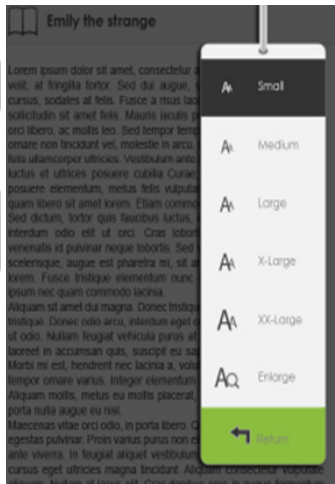 Emily the strange
Lorem ipsum dolor sit amet, consectetur a
velit, at fringilla tortor. Sed dui augue,
cursus, sodales at felis. Fusce a risus lao
sollicitudin sit amet felis. Mauris iaculis p
orci libero, ac mollis leo. Sed tempor temp
ornare non tincidunt vel, molestie in arcu.
felis ullamcorper ultricies. Vestibulum ante
luctus et ultrices posuere cubilia Curae
posuere elementum, metus felis vulputa
quam libero sit amet lorem. Etiam commo
Sed dictum, tortor quis faucibus luctus,
interdum odio elit ut orci. Cras lobort
venenatis id pulvinar neque lobortis. Sed
scelerisque, augue est pharetra mi, sit a
lorem. Fusce tristique elementum nunc
ipsum nec quam commodo lacinia.
Aliquam sit amet dui magna. Donec tristiqu
tristique. Donec odio arcu, interdum eget
ut odio. Nullam feugiat vehicula purus at
laoreet in accumsan quis, suscipit eu sap
Morbi mi est, hendrerit nec lacinia a, volu
tempor ornare varius. Integer elementum
Aliquam mollis, metus eu mollis placerat,
porta nulla augue eu nisl.
Maecenas vitae orci odio, in porta libero. Q
egestas pulvinar. Proin varius purus non el
ante viverra. In feugiat aliquet vestibulum
cursus eget ultricies magna tincidunt. Aliquam consectetur vulputate
AA Small
AA Medium
AA Large
AA X-Large
AA XX-Large
A Enlarge
Return